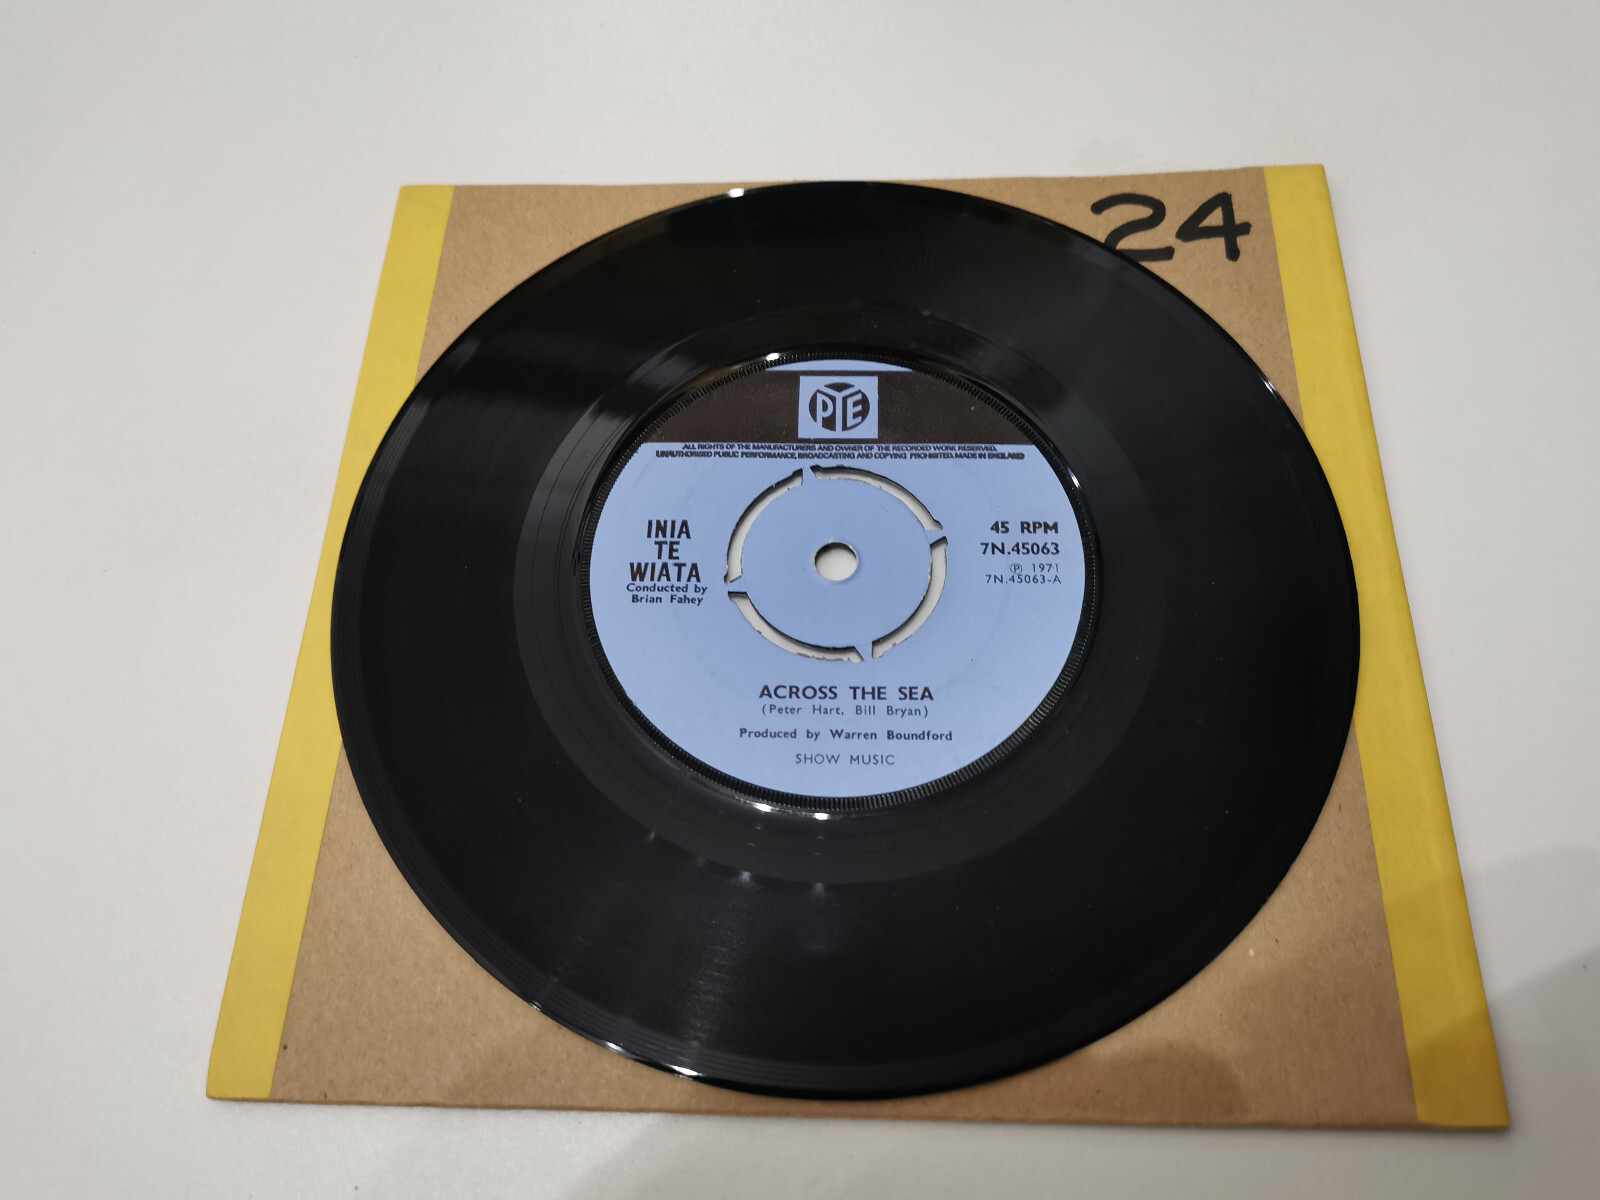 24
PYE
ALL RIGHTS OF THE MANUFACTURERS AND OWNER OF THE RECORDED WORK RESERVED.
UNAUTHORISED PUBLIC PERFORMANCE, BROADCASTING AND COPYING PROHIBITED. MADE IN ENGLAND
INIA
TE
WIATA
Conducted by
Brian Fahey
45 RPM
7N.45063
℗ 1971
7N.45063-A
ACROSS THE SEA
(Peter Hart, Bill Bryan)
Produced by Warren Boundford
SHOW MUSIC